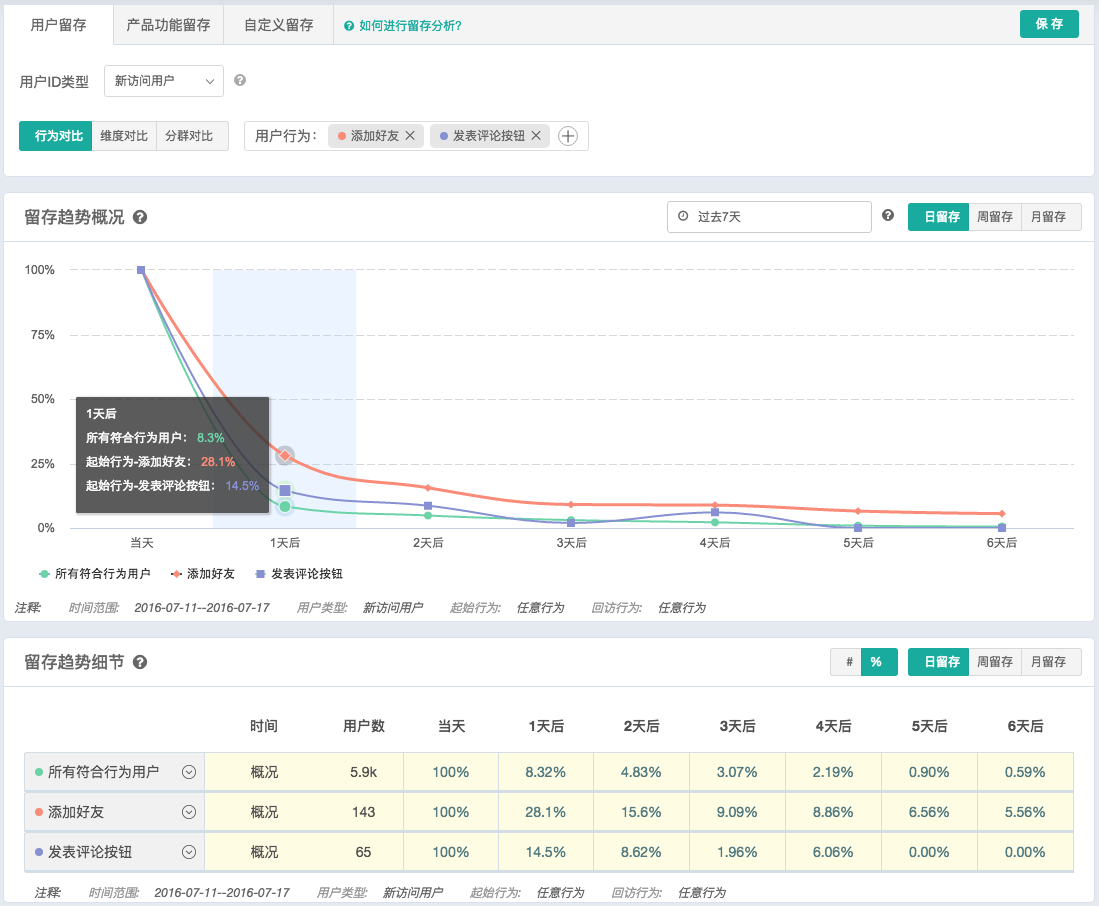 用户留存 产品功能留存 自定义留存 如何进行留存分析? 保存
用户ID类型 新访问用户
行为对比 维度对比 分群对比 用户行为： 添加好友 发表评论按钮
留存趋势概况 过去7天 日留存 周留存 月留存
100%
75%
50%
25%
0%
1天后
所有符合行为用户： 8.3%
起始行为-添加好友： 28.1%
起始行为-发表评论按钮： 14.5%
当天 1天后 2天后 3天后 4天后 5天后 6天后
所有符合行为用户 添加好友 发表评论按钮
注释: 时间范围: 2016-07-11--2016-07-17 用户类型: 新访问用户 起始行为: 任意行为 回访行为: 任意行为
留存趋势细节 # % 日留存 周留存 月留存
时间 用户数 当天 1天后 2天后 3天后 4天后 5天后 6天后
所有符合行为用户 概况 5.9k 100% 8.32% 4.83% 3.07% 2.19% 0.90% 0.59%
添加好友 概况 143 100% 28.1% 15.6% 9.09% 8.86% 6.56% 5.56%
发表评论按钮 概况 65 100% 14.5% 8.62% 1.96% 6.06% 0.00% 0.00%
注释: 时间范围: 2016-07-11--2016-07-17 用户类型: 新访问用户 起始行为: 任意行为 回访行为: 任意行为